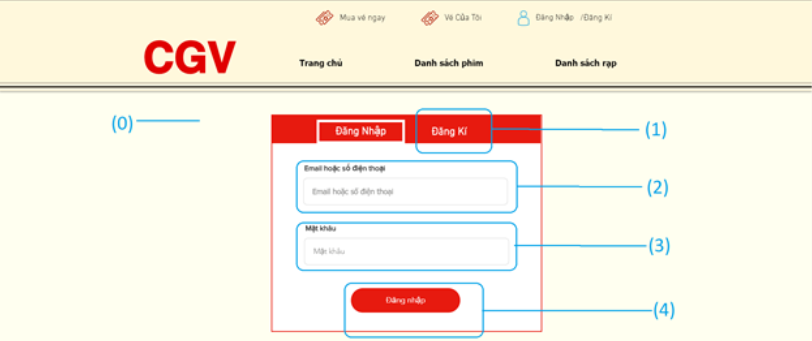 Mua vé ngay
Vé Của Tôi
Đăng Nhập /Đăng Kí
CGV
Trang chủ
Danh sách phim
Danh sách rạp
(0)
Đăng Nhập
Đăng Kí
(1)
Email hoặc số điện thoại
Email hoặc số điện thoại
(2)
Mật khẩu
Mật khẩu
(3)
Đăng nhập
(4)